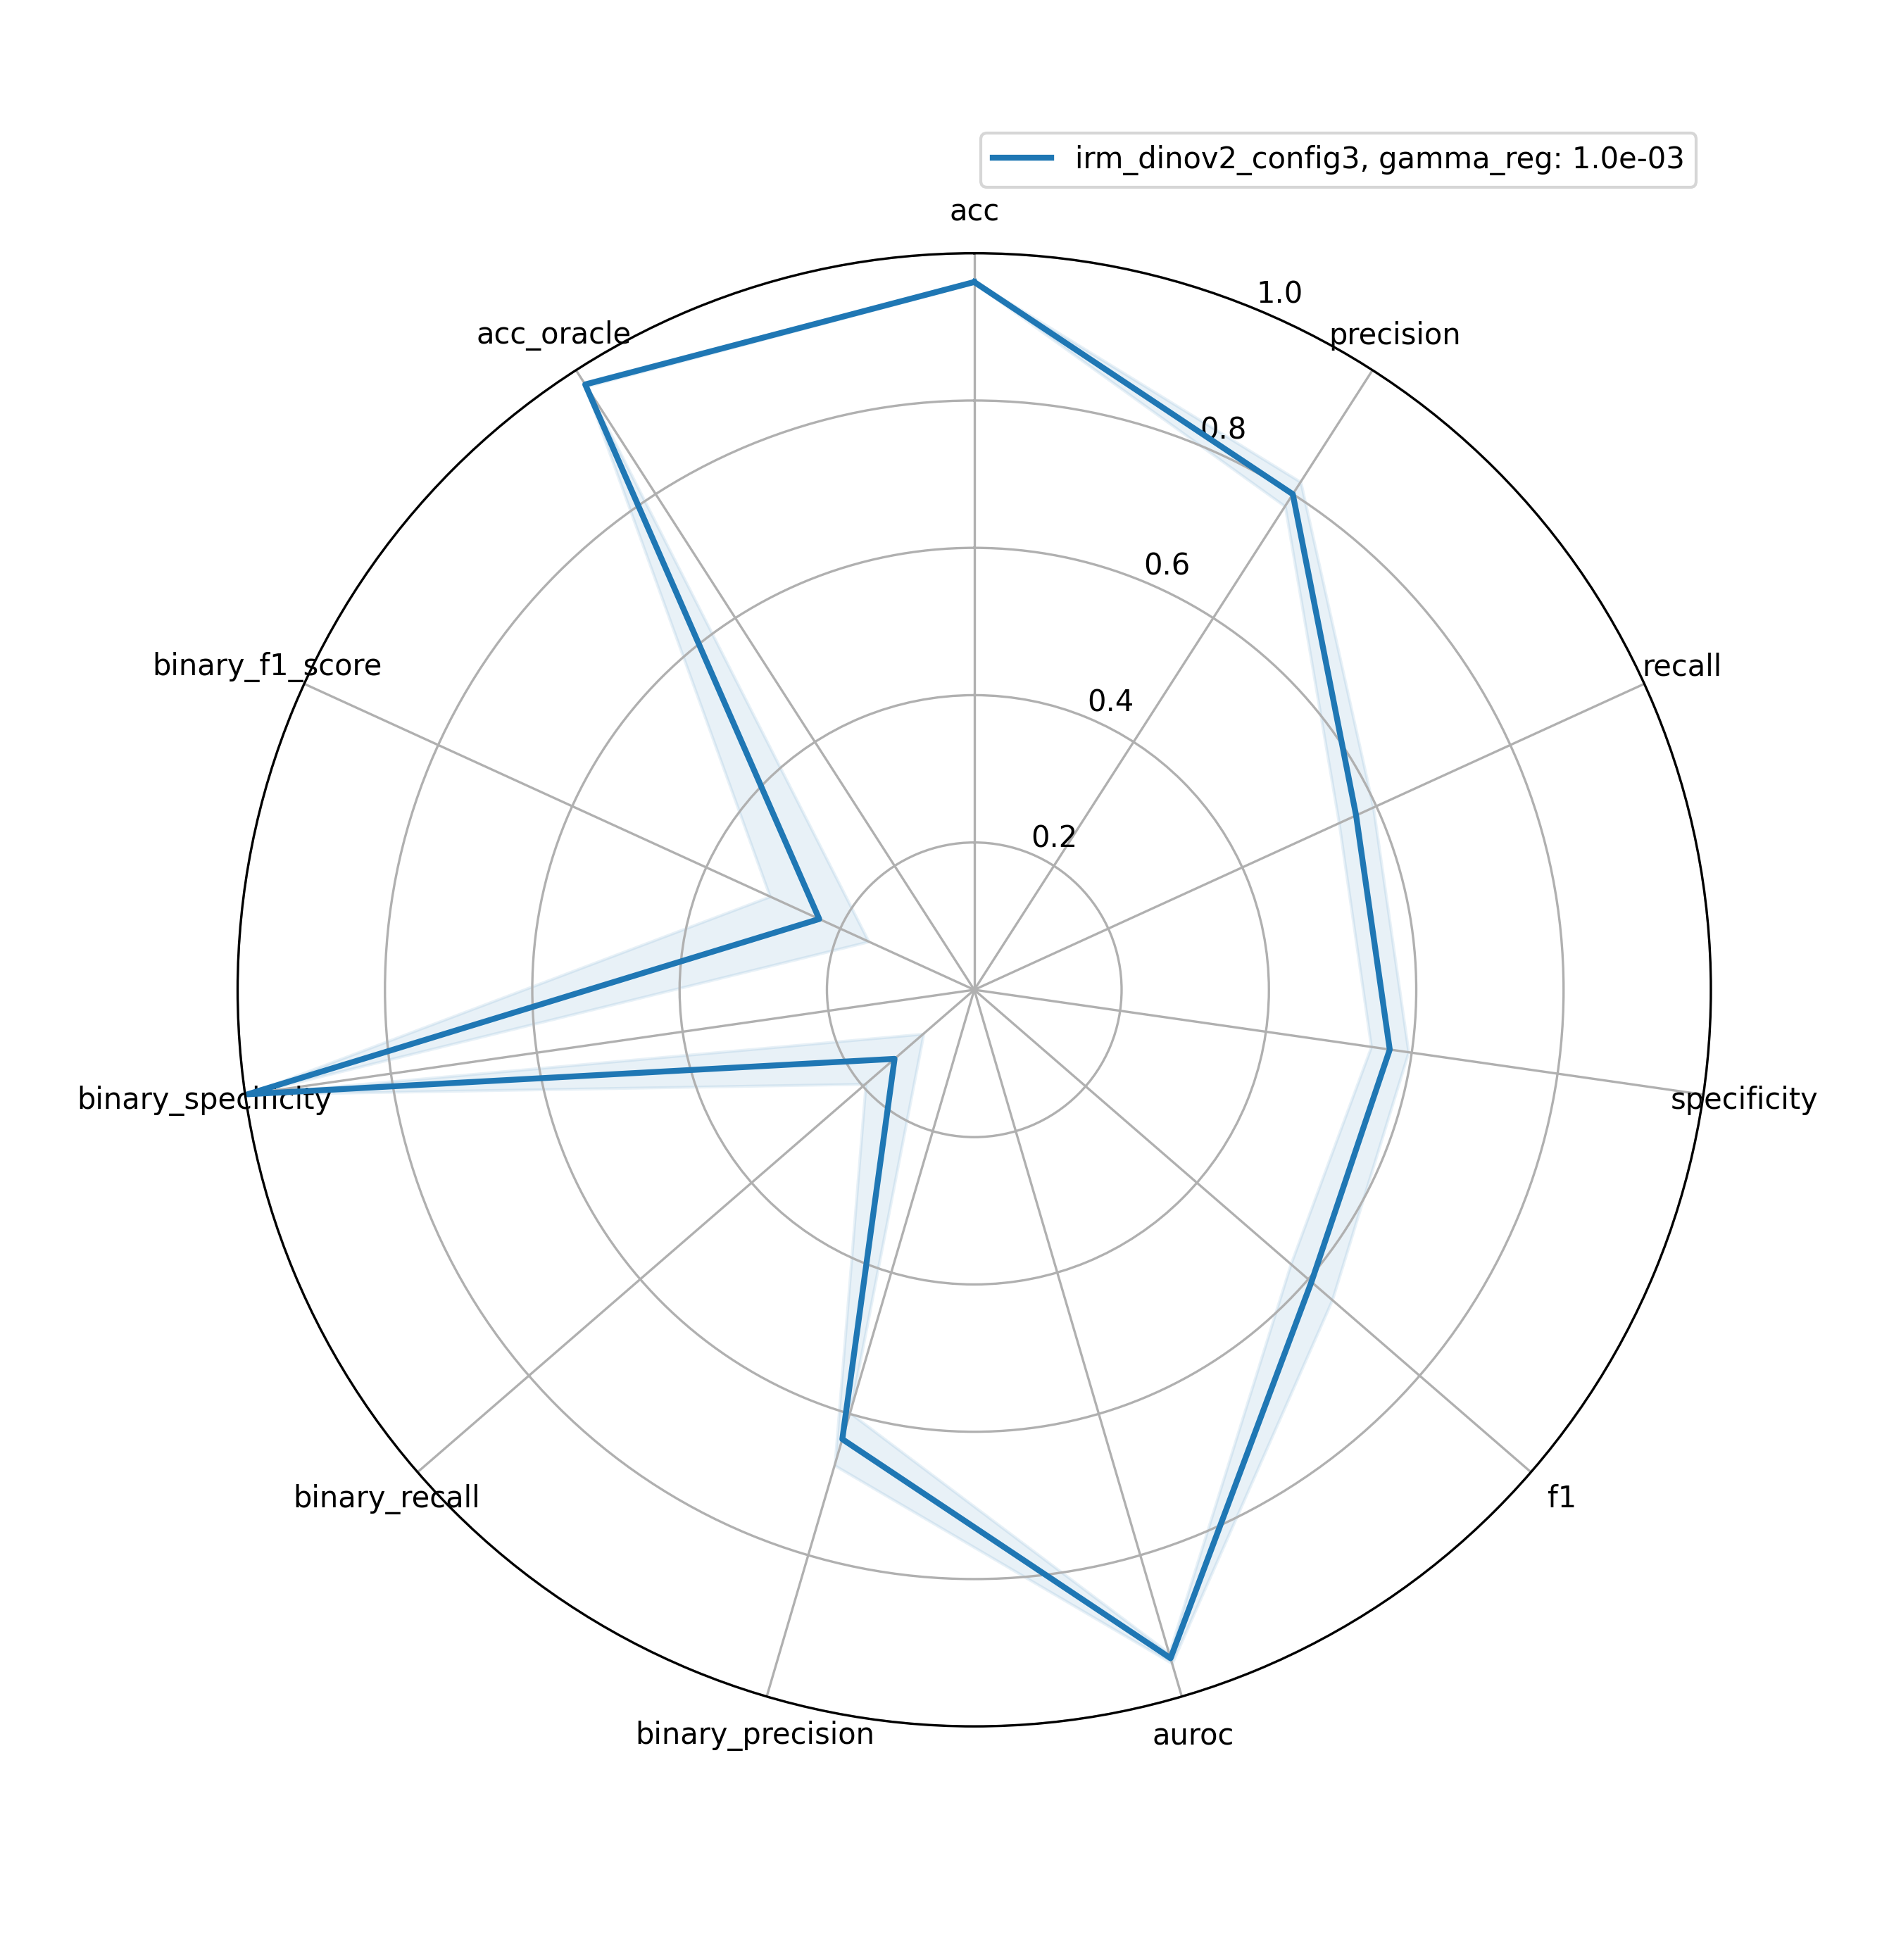 irm_dinov2_config3, gamma_reg: 1.0e-03
acc
1.0
acc_oracle
precision
0.8
0.6
binary_f1_score
recall
0.4
0.2
binary_specificity
specificity
binary_recall
f1
binary_precision
auroc